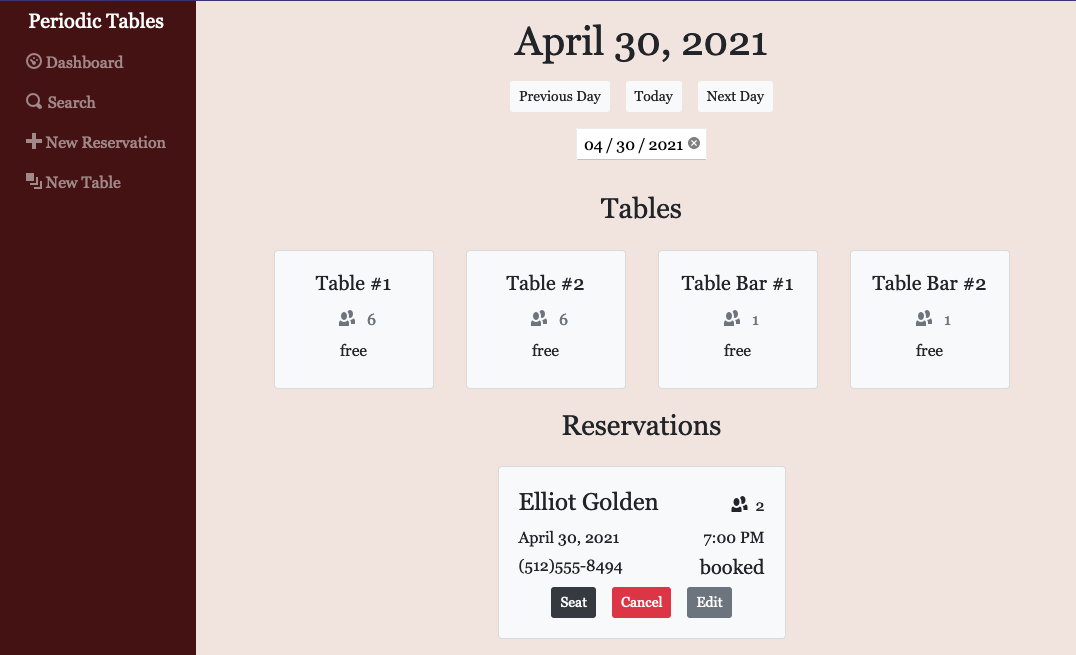 Periodic Tables
Dashboard
Search
New Reservation
New Table
April 30, 2021
Previous Day Today Next Day
04 / 30 / 2021
Tables
Table #1 Table #2 Table Bar #1 Table Bar #2
6 6 1 1
free free free free
Reservations
Elliot Golden 2
April 30, 2021 7:00 PM
(512)555-8494 booked
Seat Cancel Edit